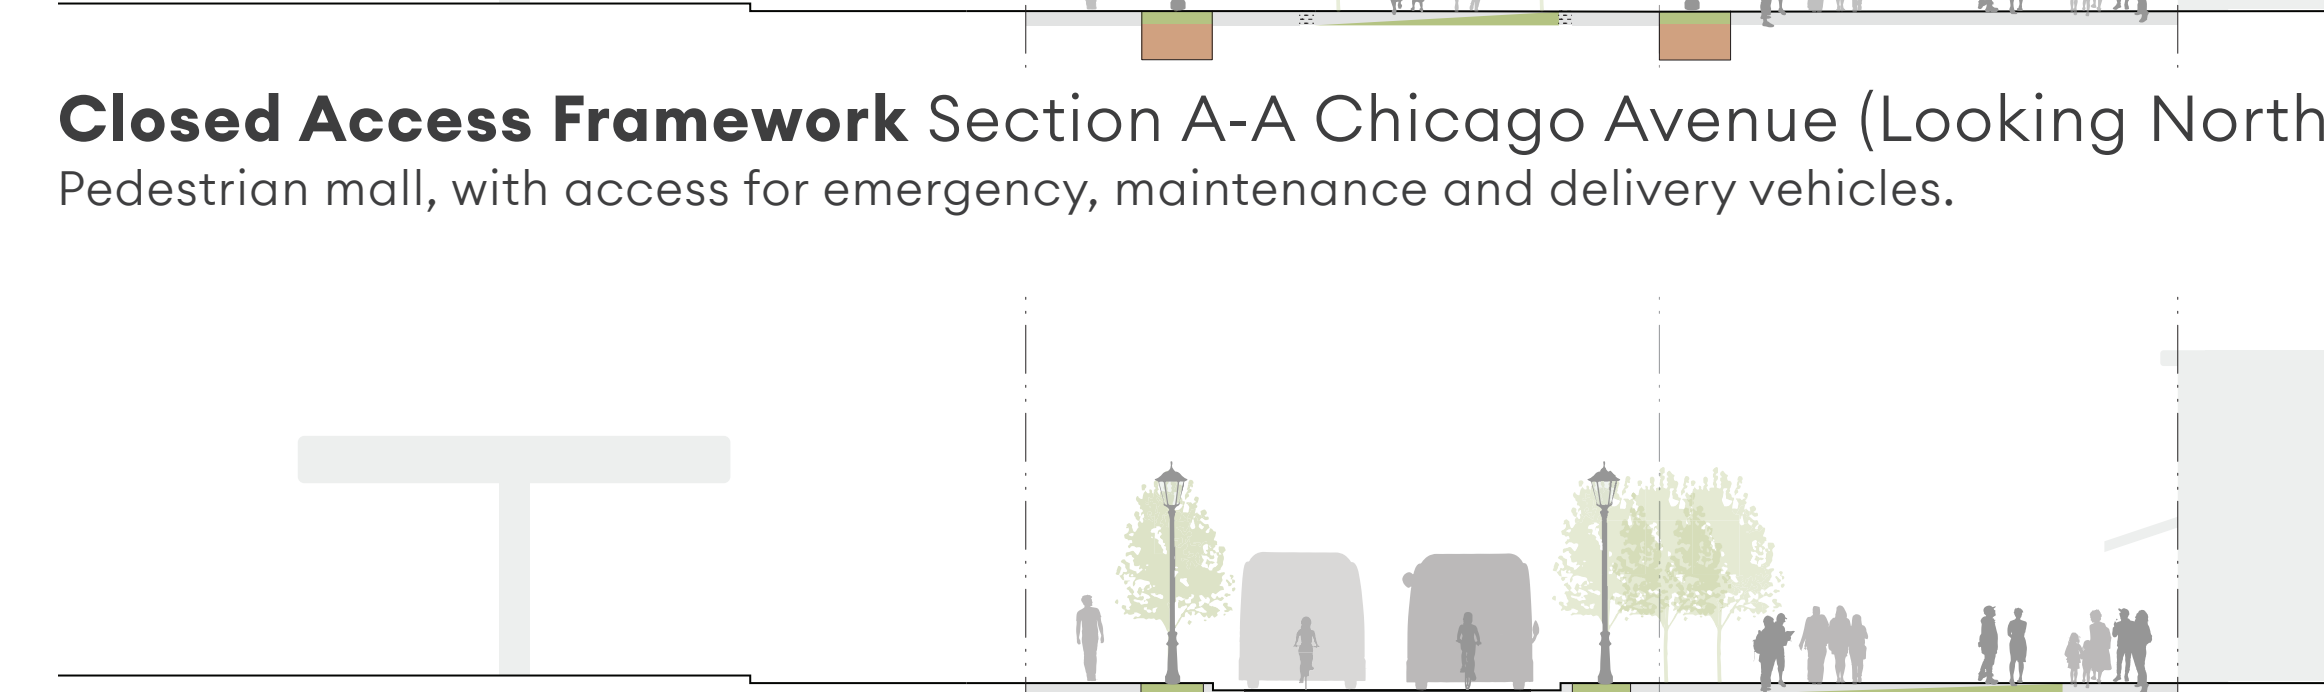 Closed Access Framework Section A-A Chicago Avenue (Looking North
Pedestrian mall, with access for emergency, maintenance and delivery vehicles.